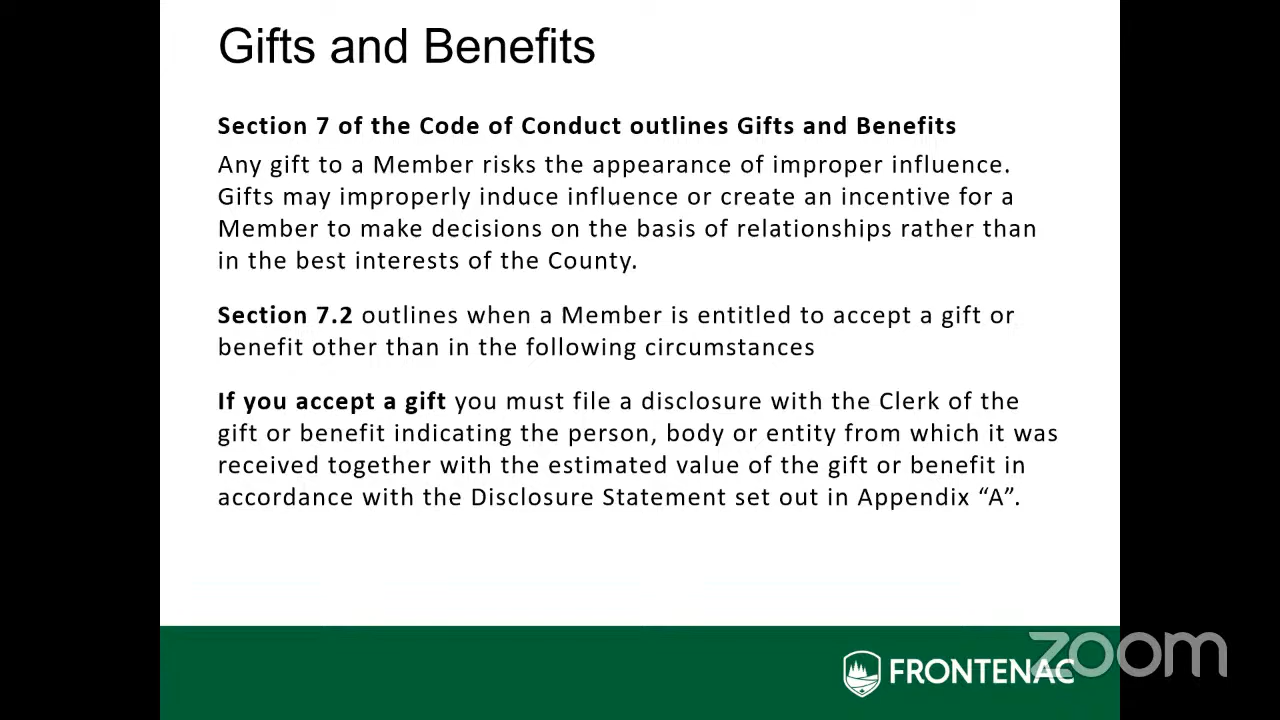 Gifts and Benefits
Section 7 of the Code of Conduct outlines Gifts and Benefits
Any gift to a Member risks the appearance of improper influence.
Gifts may improperly induce influence or create an incentive for a
Member to make decisions on the basis of relationships rather than
in the best interests of the County.
Section 7.2 outlines when a Member is entitled to accept a gift or
benefit other than in the following circumstances
If you accept a gift you must file a disclosure with the Clerk of the
gift or benefit indicating the person, body or entity from which it was
received together with the estimated value of the gift or benefit in
accordance with the Disclosure Statement set out in Appendix “A”.
zoom
FRONTENAC